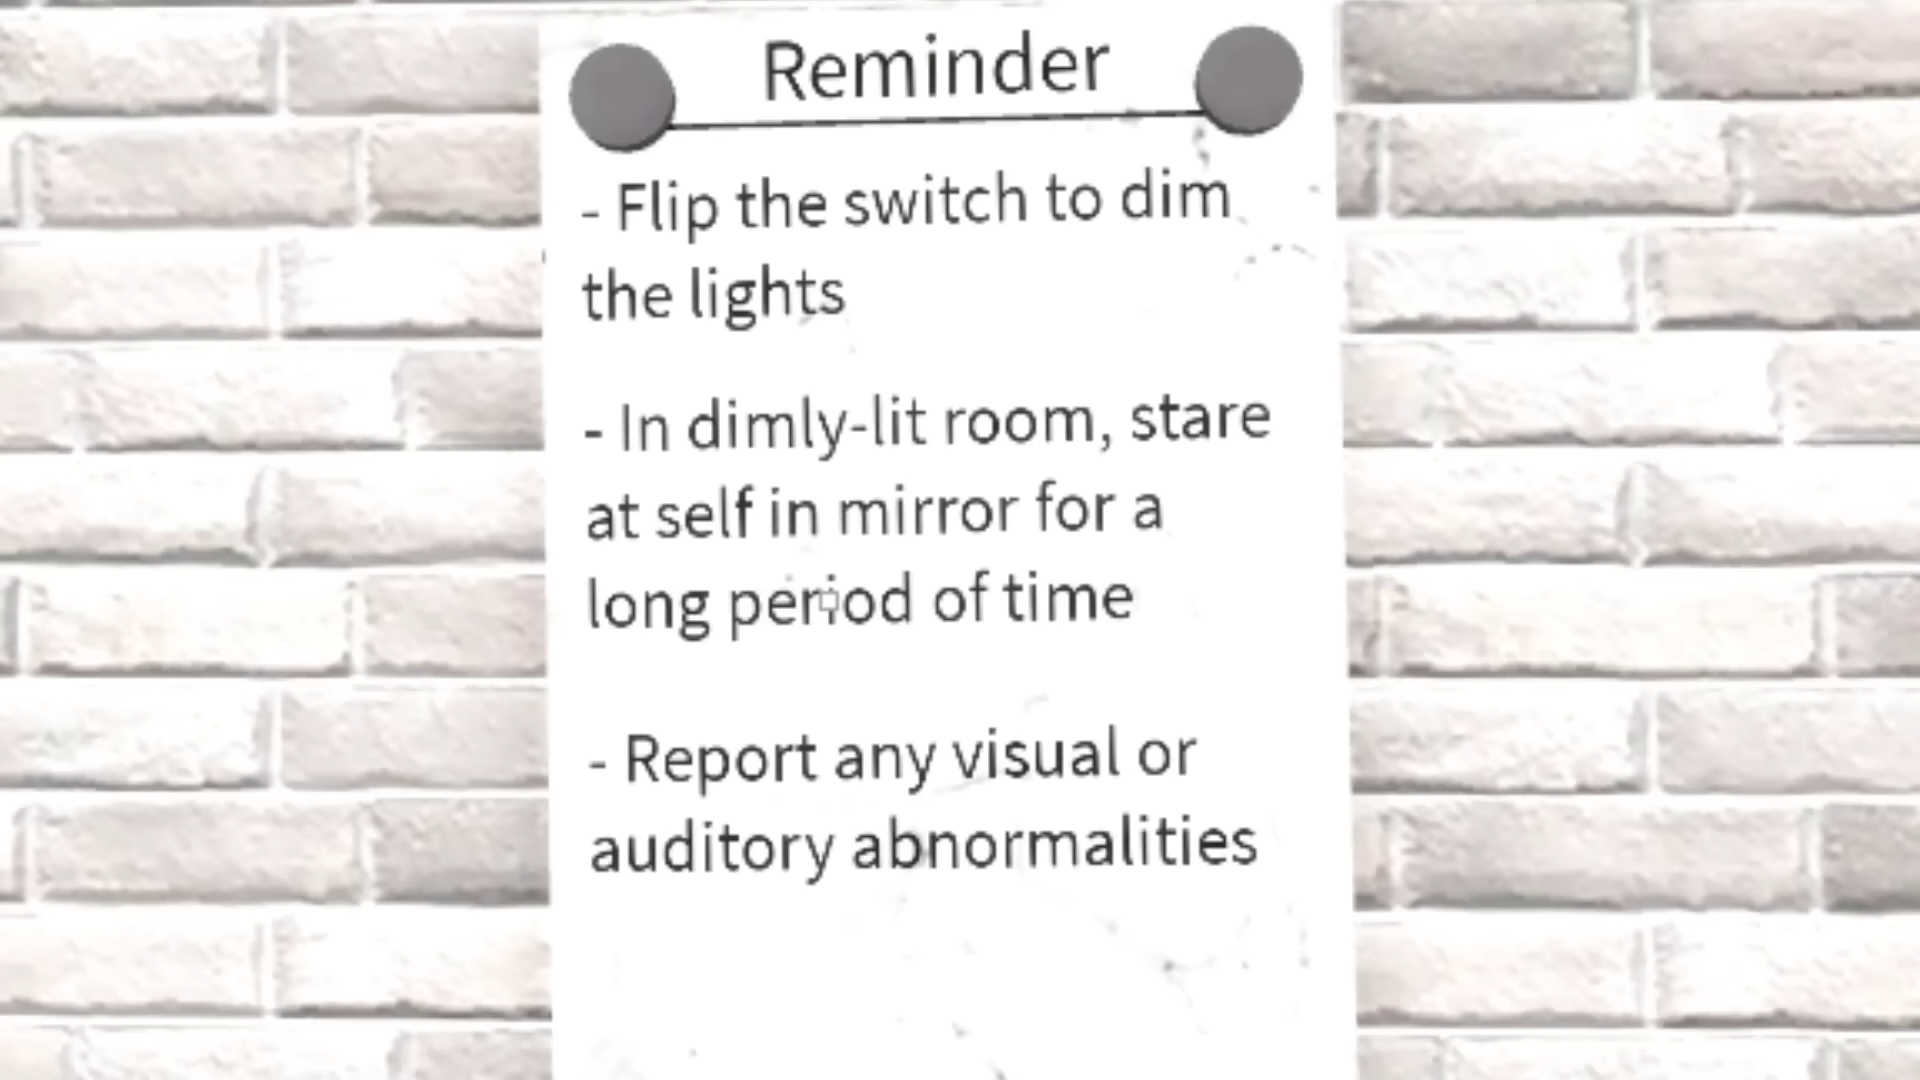 Reminder
- Flip the switch to dim
the lights
- In dimly-lit room, stare
at self in mirror for a
long period of time
- Report any visual or
auditory abnormalities